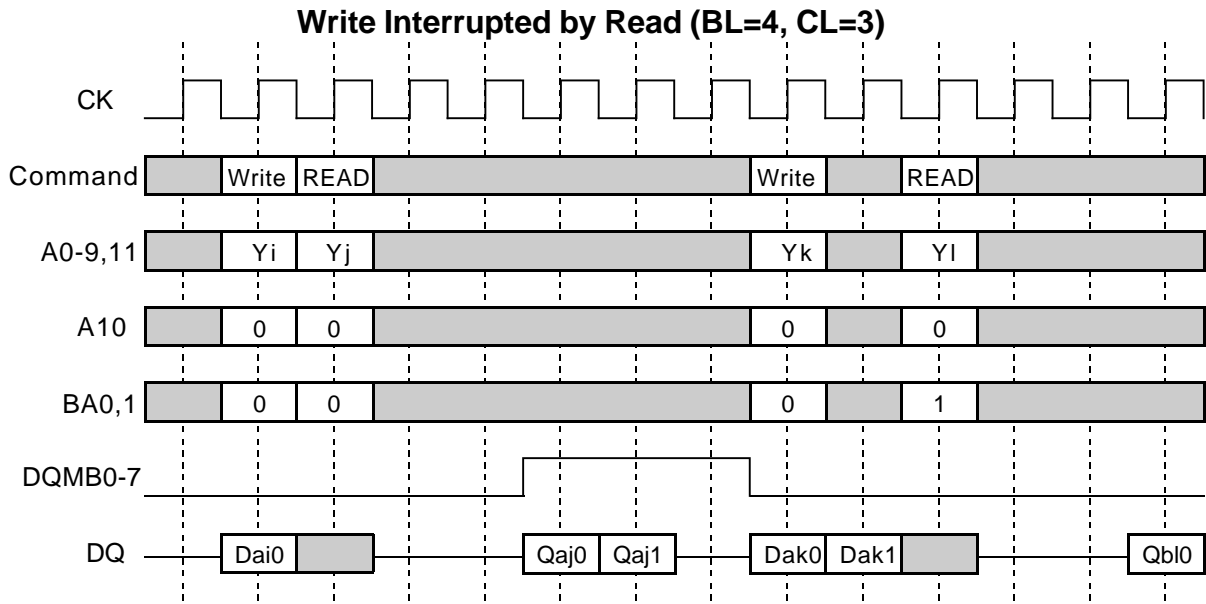 Write Interrupted by Read (BL=4, CL=3)
CK
Command Write READ Write READ
A0-9,11 Yi Yj Yk Yl
A10 0 0 0 0
BA0,1 0 0 0 1
DQMB0-7
DQ Dai0 Qaj0 Qaj1 Dak0 Dak1 Qbl0